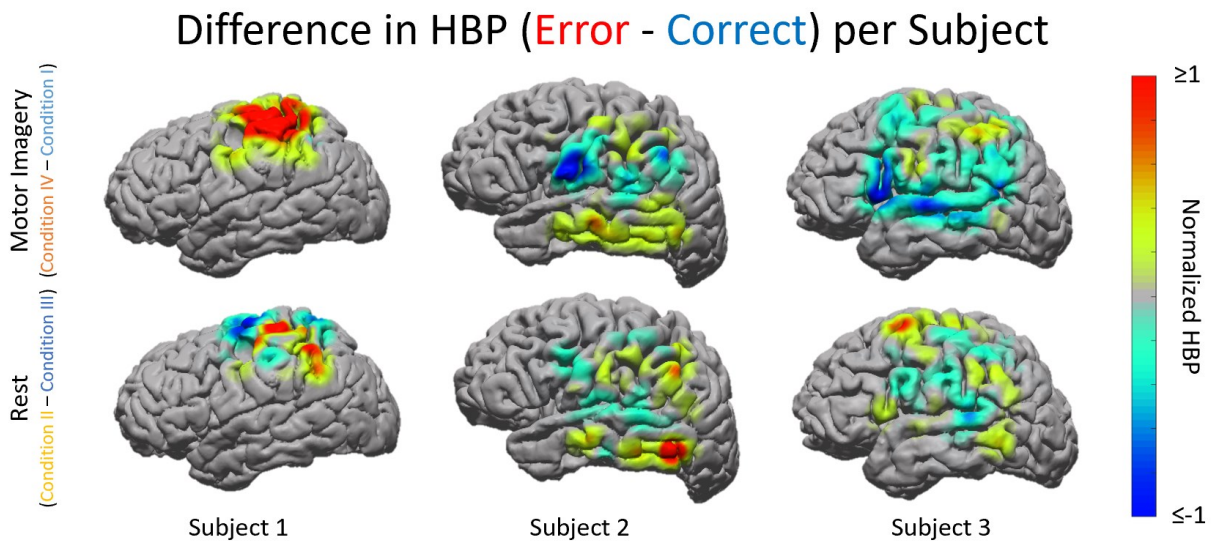 Difference in HBP (Error - Correct) per Subject
Motor Imagery
(Condition IV – Condition I)
≥1
Normalized HBP
≤-1
Rest
(Condition II – Condition III)
Subject 1
Subject 2
Subject 3